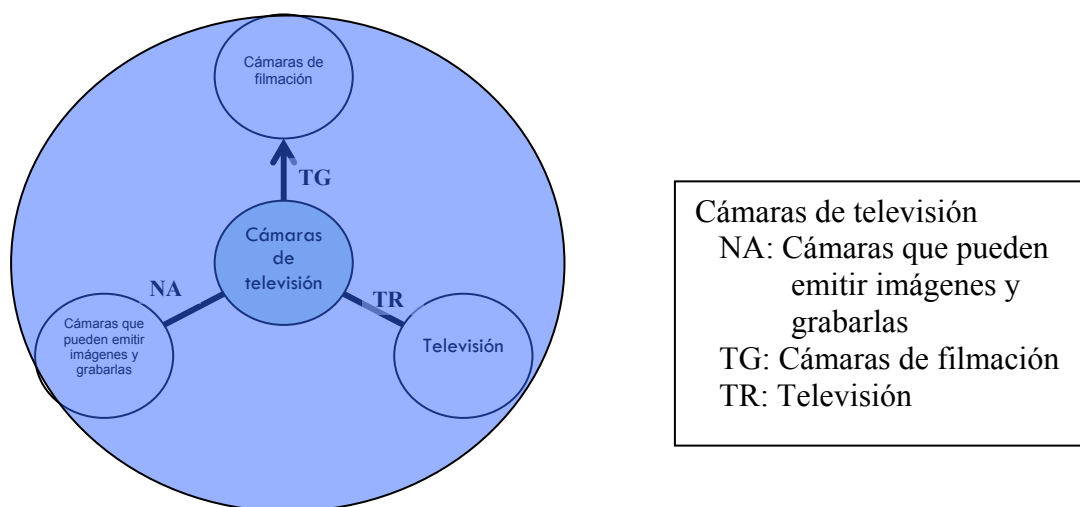 Cámaras de
filmación
TG
Cámaras
de
televisión
NA
TR
Cámaras que
pueden emitir
imágenes y
grabarlas
Televisión
Cámaras de televisión
NA: Cámaras que pueden
emitir imágenes y
grabarlas
TG: Cámaras de filmación
TR: Televisión